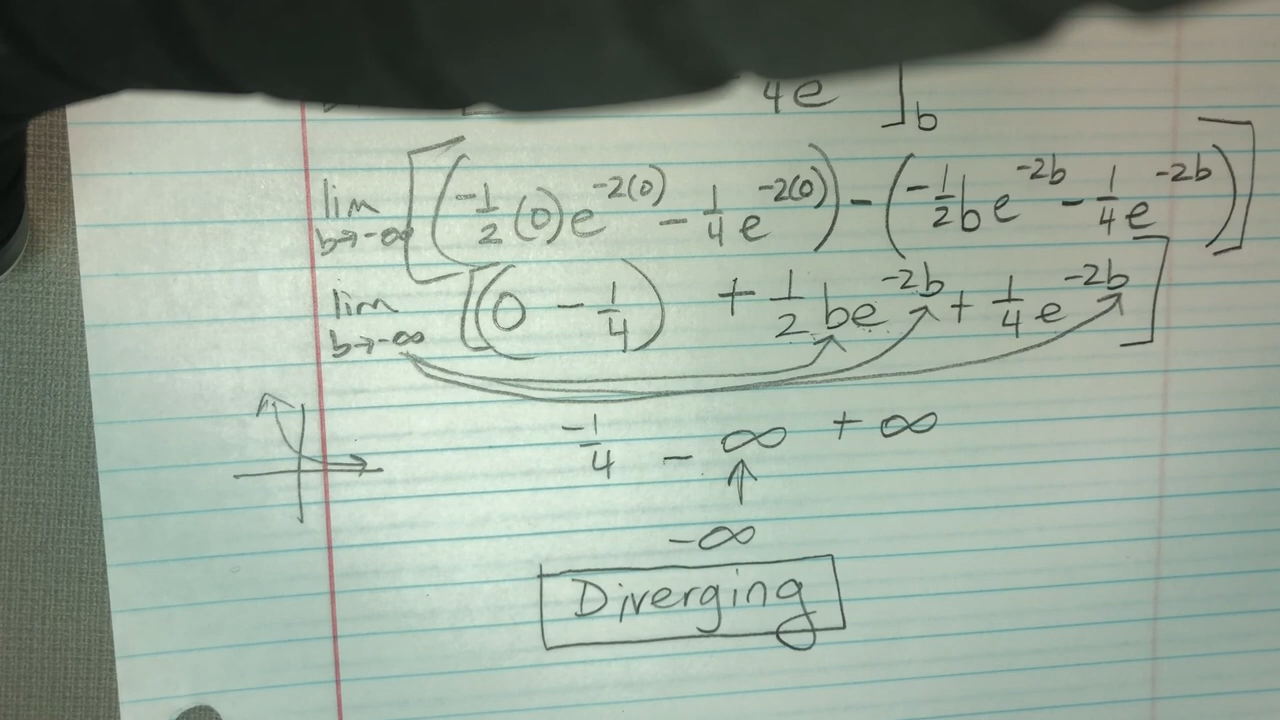 4e ]b
lim b→-∞ [(-1/2 (0)e^-2(0) - 1/4 e^-2(0)) - (-1/2 be^-2b - 1/4 e^-2b)]
lim b→-∞ [(0 - 1/4) + 1/2 be^-2b + 1/4 e^-2b]
-1/4 - ∞ + ∞
↑
-∞
Diverging